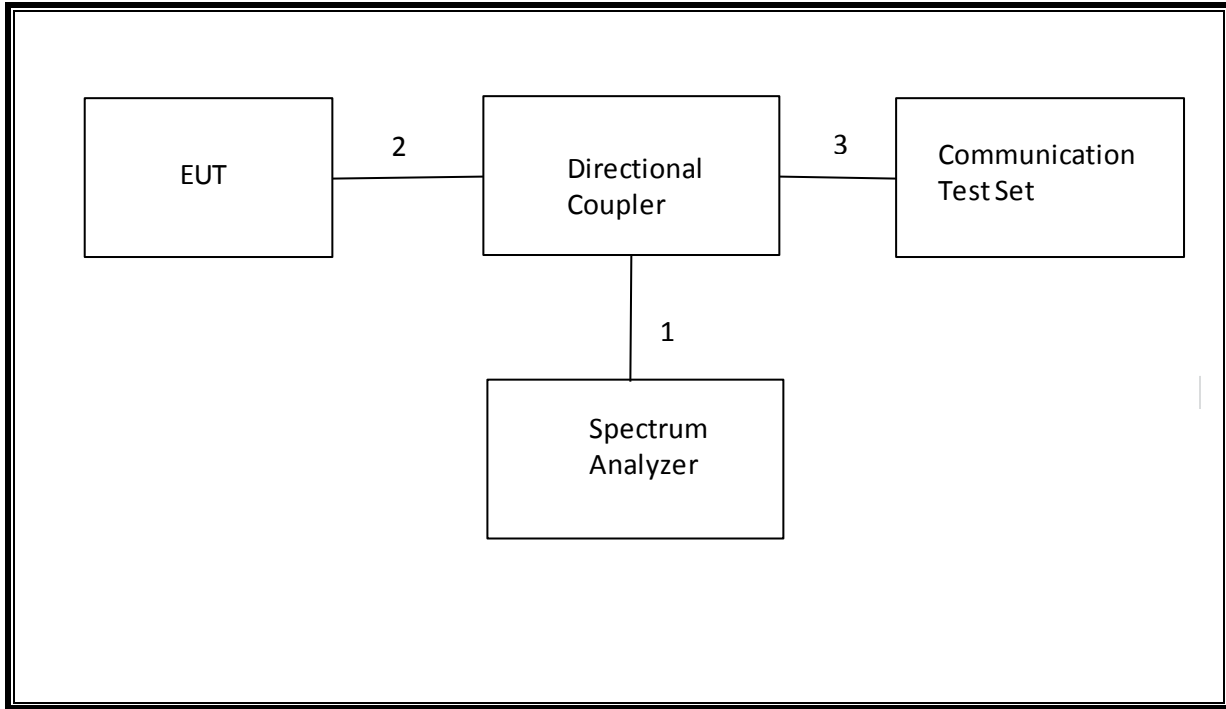 EUT
2
Directional
Coupler
3
Communication
Test Set
1
Spectrum
Analyzer